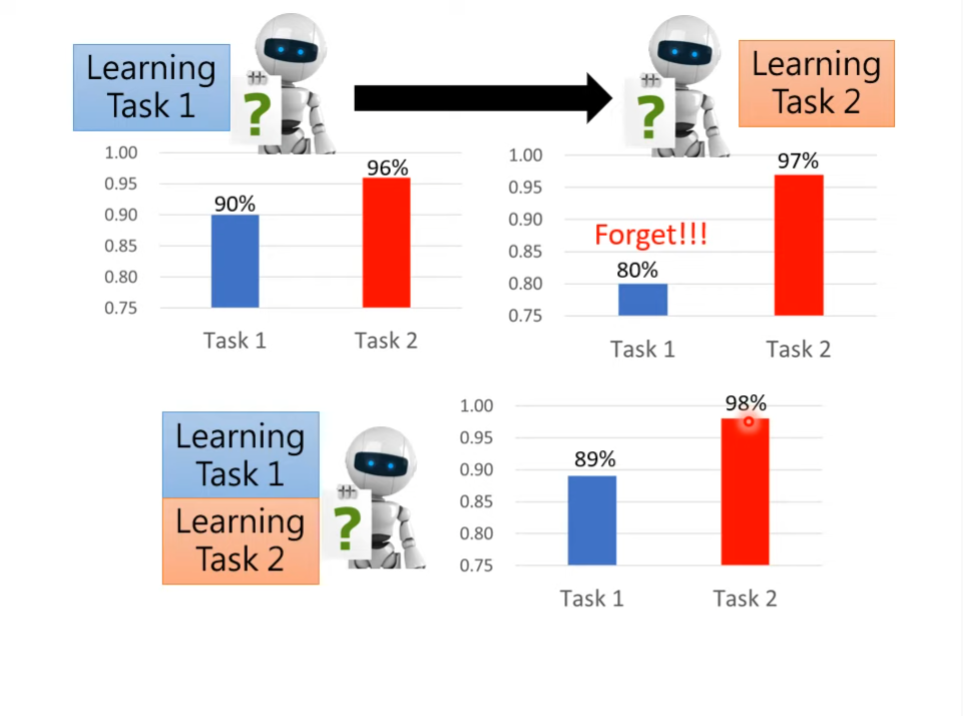 Learning
Task 1
?
?
Learning
Task 2
1.00
0.95
0.90
0.85
0.80
0.75
90%
96%
Task 1
Task 2
1.00
0.95
0.90
0.85
0.80
0.75
97%
Forget!!!
80%
Task 1
Task 2
Learning
Task 1
Learning
Task 2
?
1.00
0.95
0.90
0.85
0.80
0.75
98%
89%
Task 1
Task 2